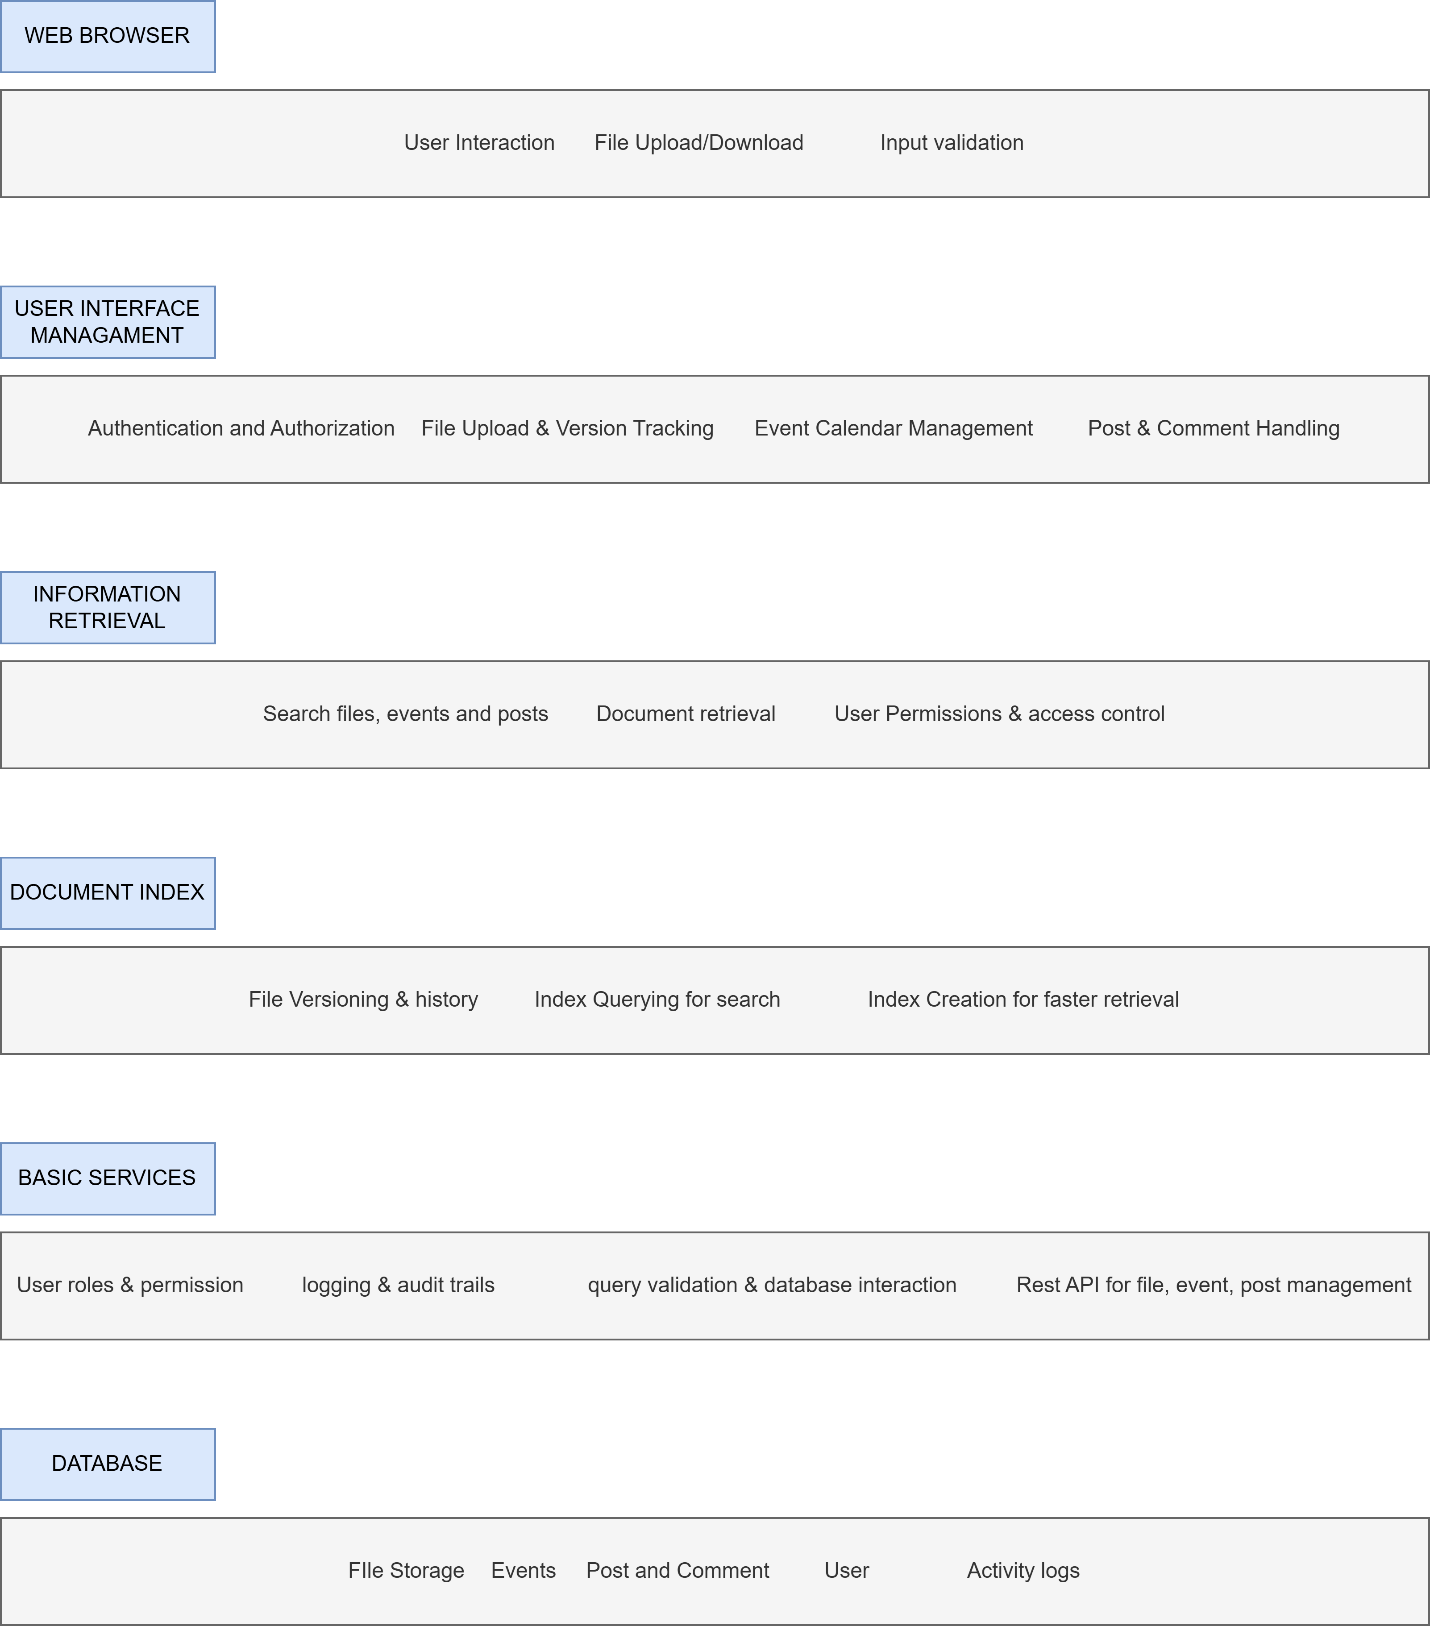 WEB BROWSER
User Interaction File Upload/Download Input validation
USER INTERFACE
MANAGAMENT
Authentication and Authorization File Upload & Version Tracking Event Calendar Management Post & Comment Handling
INFORMATION
RETRIEVAL
Search files, events and posts Document retrieval User Permissions & access control
DOCUMENT INDEX
File Versioning & history Index Querying for search Index Creation for faster retrieval
BASIC SERVICES
User roles & permission logging & audit trails query validation & database interaction Rest API for file, event, post management
DATABASE
FIle Storage Events Post and Comment User Activity logs